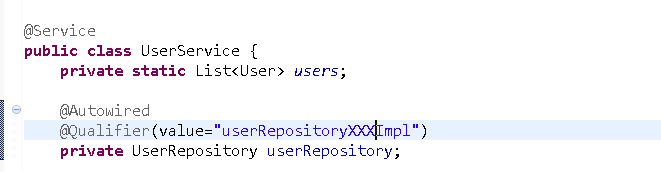 @Service
public class UserService {
private static List<User> users;
@Autowired
@Qualifier(value="userRepositoryXXXImpl")
private UserRepository userRepository;